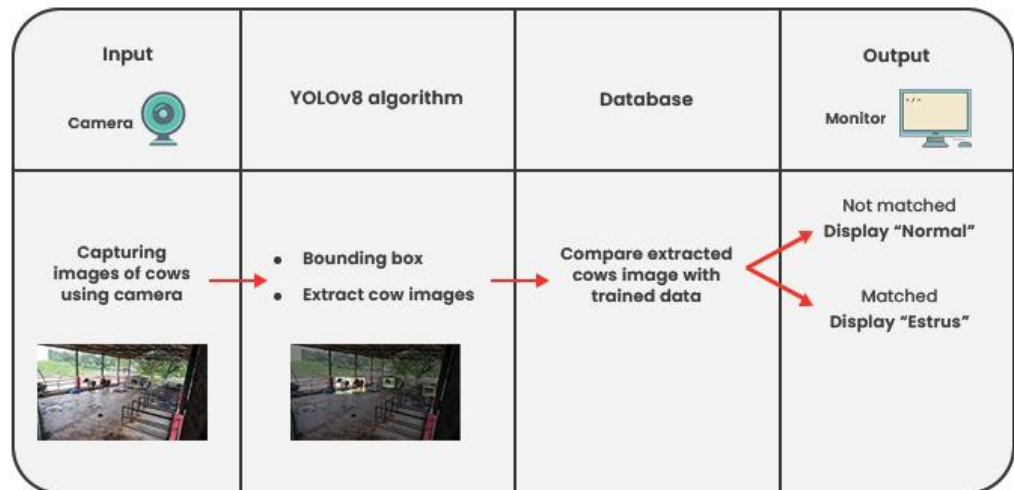 Input
Camera
YOLOv8 algorithm
Database
Output
Monitor
Capturing
images of cows
using camera
• Bounding box
• Extract cow images
Compare extracted
cows image with
trained data
Not matched
Display “Normal”
Matched
Display “Estrus”